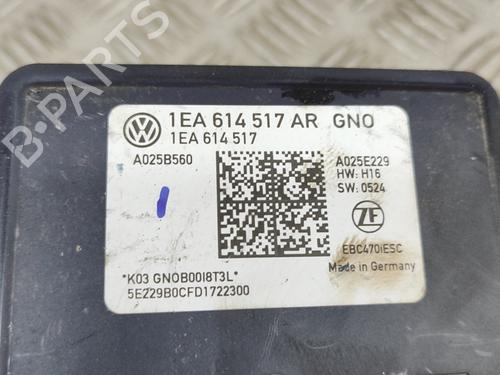 1EA 614 517 AR GNO
1EA 614 517
A025B560
A025E229
HW: H16
SW: 0524
ZF
EBC470iESC
Made in Germany
*K03 GNOB00I8T3L*
5E229B0CFD1722300